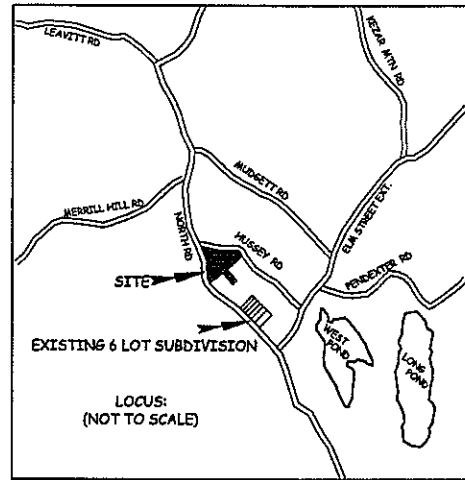 LEAVITT RD
KEZAR MTN RD
MUDGETT RD
ELM STREET EXT.
MERRILL HILL RD
NORTH RD
HUSSEY RD
PENDEXTER RD
SITE
WEST
POND
LONG
POND
EXISTING 6 LOT SUBDIVISION
LOCUS:
(NOT TO SCALE)